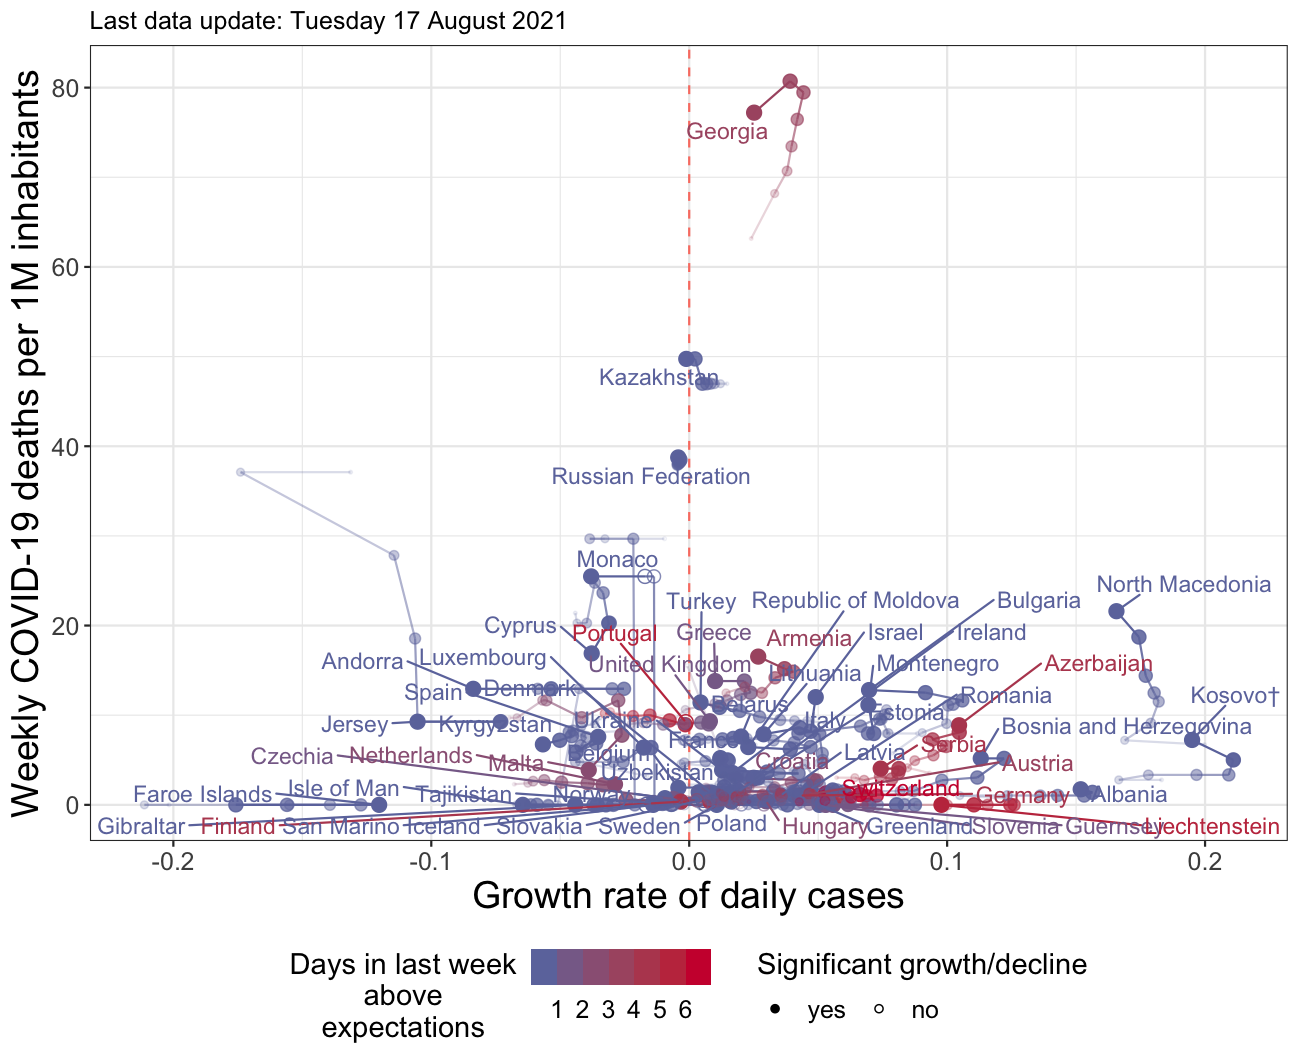 Last data update: Tuesday 17 August 2021
Weekly COVID-19 deaths per 1M inhabitants
80
60
40
20
0
Georgia
Kazakhstan
Russian Federation
Monaco
North Macedonia
Turkey
Republic of Moldova
Bulgaria
Cyprus
Portugal
Greece
Armenia
Israel
Ireland
Andorra
Luxembourg
United Kingdom
Lithuania
Montenegro
Azerbaijan
Spain
Denmark
Belarus
Romania
Kosovo†
Jersey
Kyrgyzstan
Ukraine
Italy
Estonia
Bosnia and Herzegovina
Czechia
Netherlands
Malta
Belgium
France
Croatia
Latvia
Serbia
Austria
Uzbekistan
Faroe Islands
Isle of Man
Tajikistan
Norway
Switzerland
Germany
Albania
Gibraltar
Finland
San Marino
Iceland
Slovakia
Sweden
Poland
Hungary
Greenland
Slovenia
Guernsey
Liechtenstein
-0.2
-0.1
0.0
0.1
0.2
Growth rate of daily cases
Days in last week
above
expectations
1 2 3 4 5 6
Significant growth/decline
yes
no